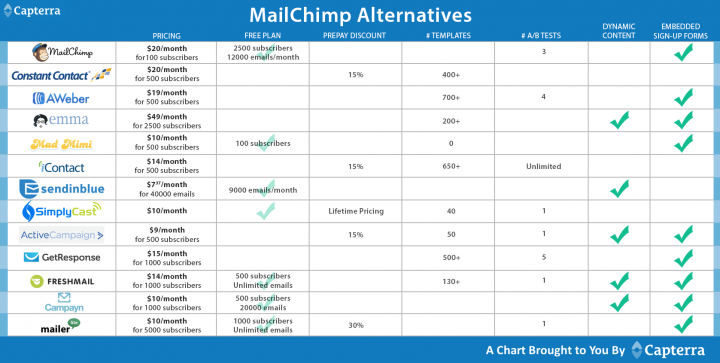 Capterra
MailChimp Alternatives
PRICING FREE PLAN PREPAY DISCOUNT # TEMPLATES # A/B TESTS DYNAMIC CONTENT EMBEDDED SIGN-UP FORMS
MailChimp $20/month for100 subscribers 2500 subscribers 12000 emails/month 3
Constant Contact $20/month for 500 subscribers 15% 400+
AWeber $19/month for 500 subscribers 700+ 4
emma $49/month for 2500 subscribers 200+
Mad Mimi $10/month for 500 subscribers 100 subscribers 0
iContact $14/month for 500 subscribers 15% 650+ Unlimited
sendinblue $7³⁷/month for 40000 emails 9000 emails/month
SimplyCast $10/month Lifetime Pricing 40 1
ActiveCampaign > $9/month for 500 subscribers 15% 50 1
GetResponse $15/month for 1000 subscribers 500+ 5
FRESHMAIL $14/month for 1000 subscribers 500 subscribers Unlimited emails 130+ 1
Campayn $10/month for 1000 subscribers 500 subscribers 20000 emails
mailer lite $10/month for 5000 subscribers 1000 subscribers Unlimited emails 30% 1
A Chart Brought to You By Capterra